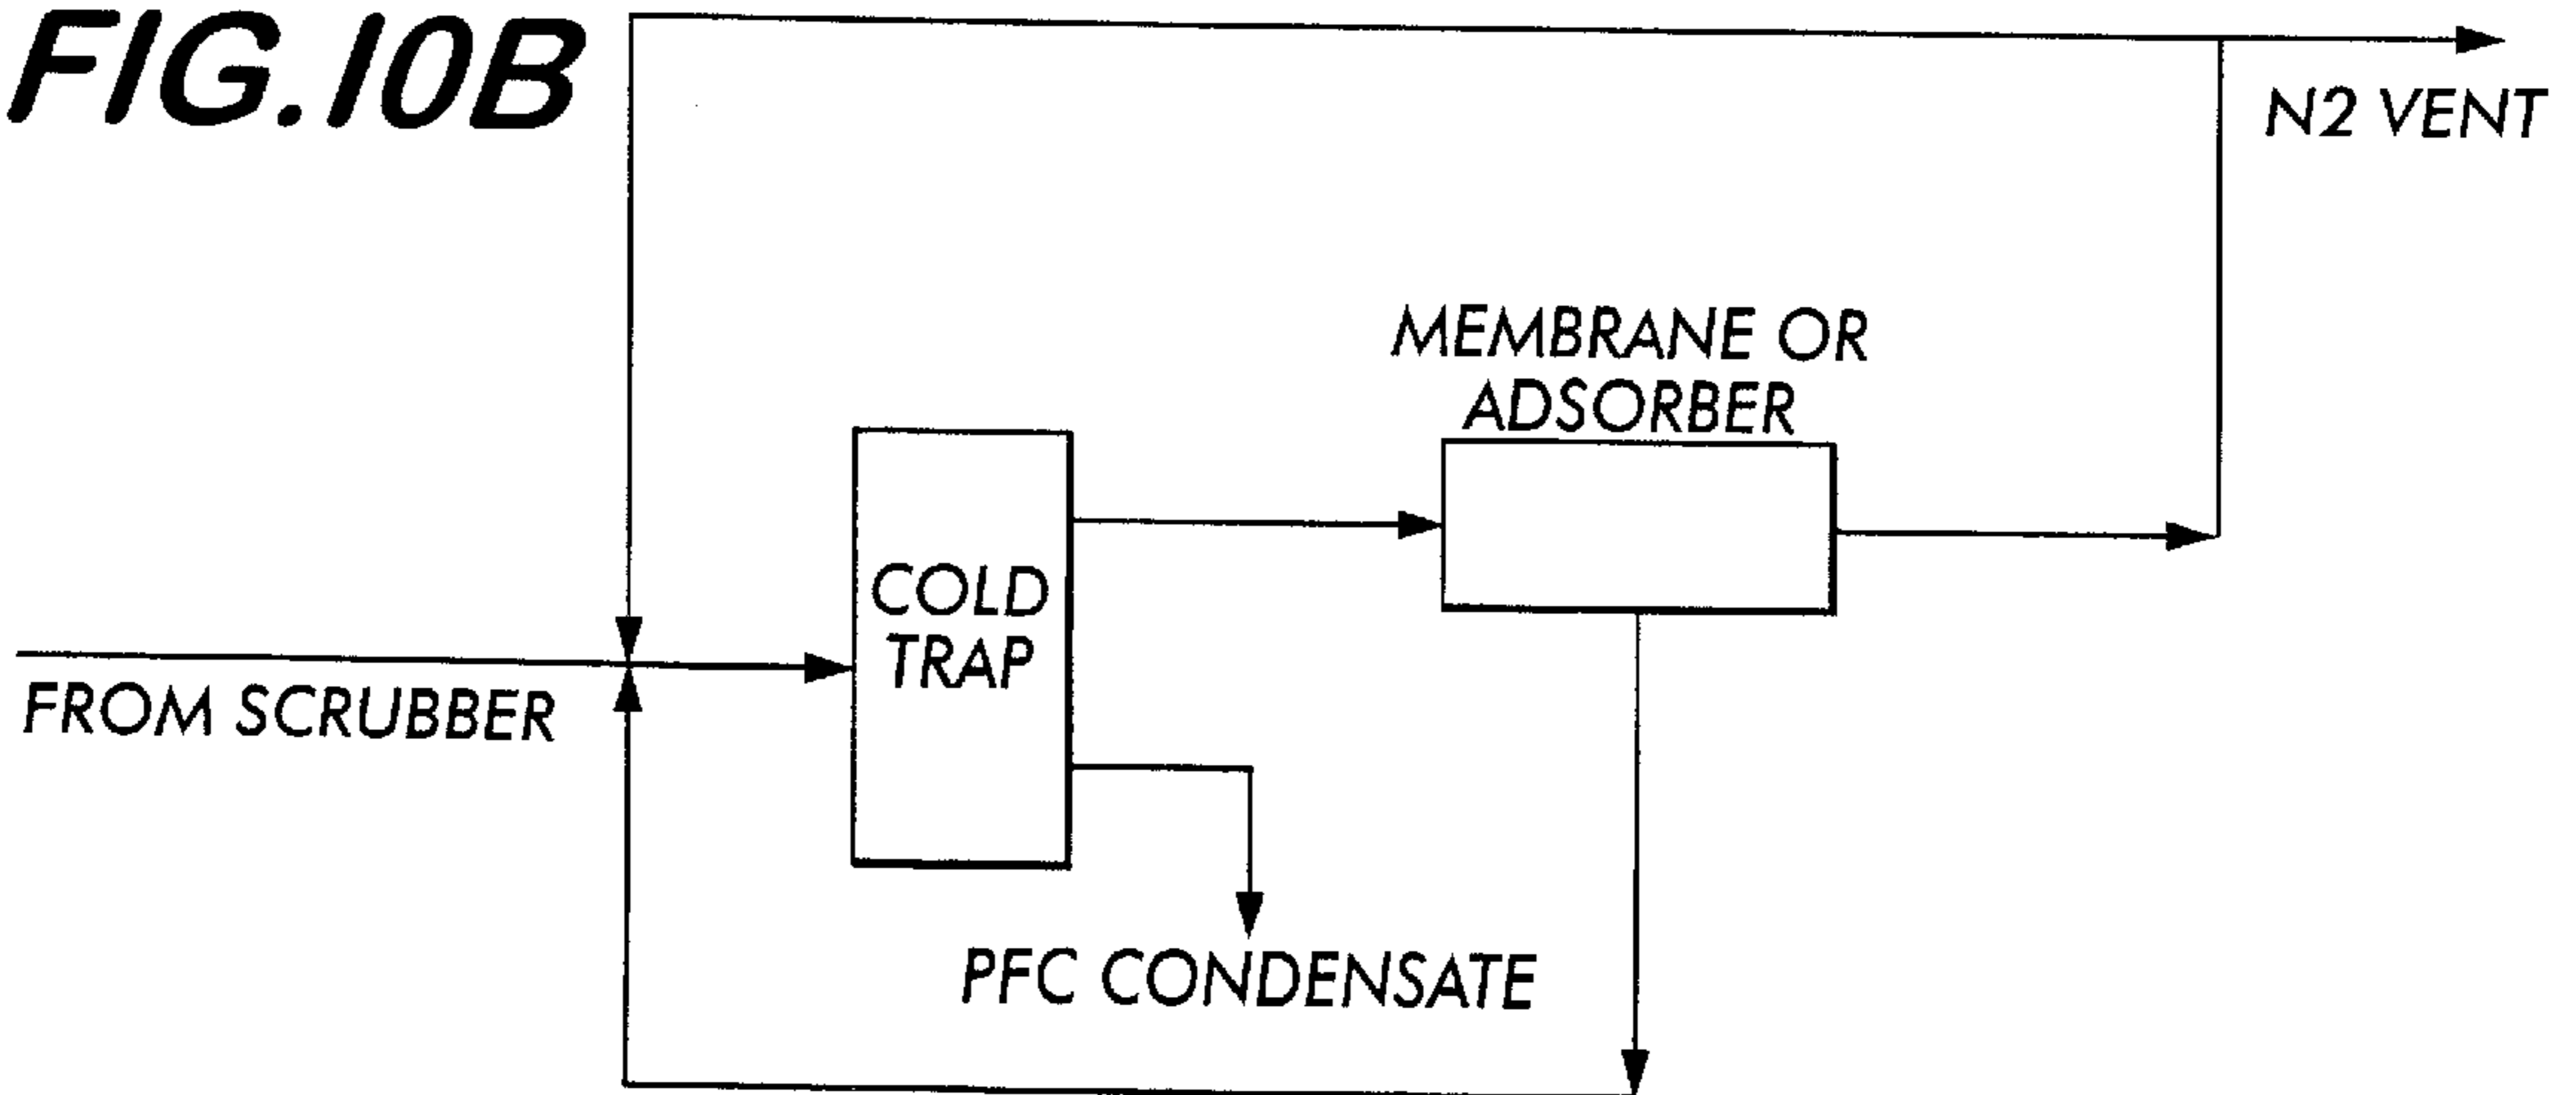 FIG.10B
N2 VENT
MEMBRANE OR
ADSORBER
COLD
TRAP
FROM SCRUBBER
PFC CONDENSATE